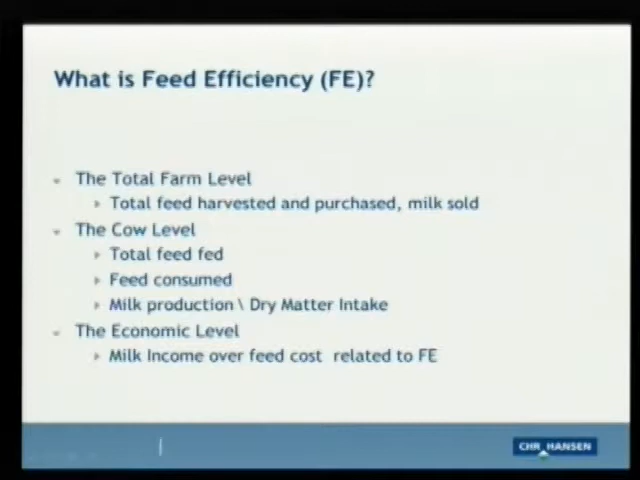 What is Feed Efficiency (FE)?
The Total Farm Level
Total feed harvested and purchased, milk sold
The Cow Level
Total feed fed
Feed consumed
Milk production \ Dry Matter Intake
The Economic Level
Milk Income over feed cost related to FE
CHR HANSEN